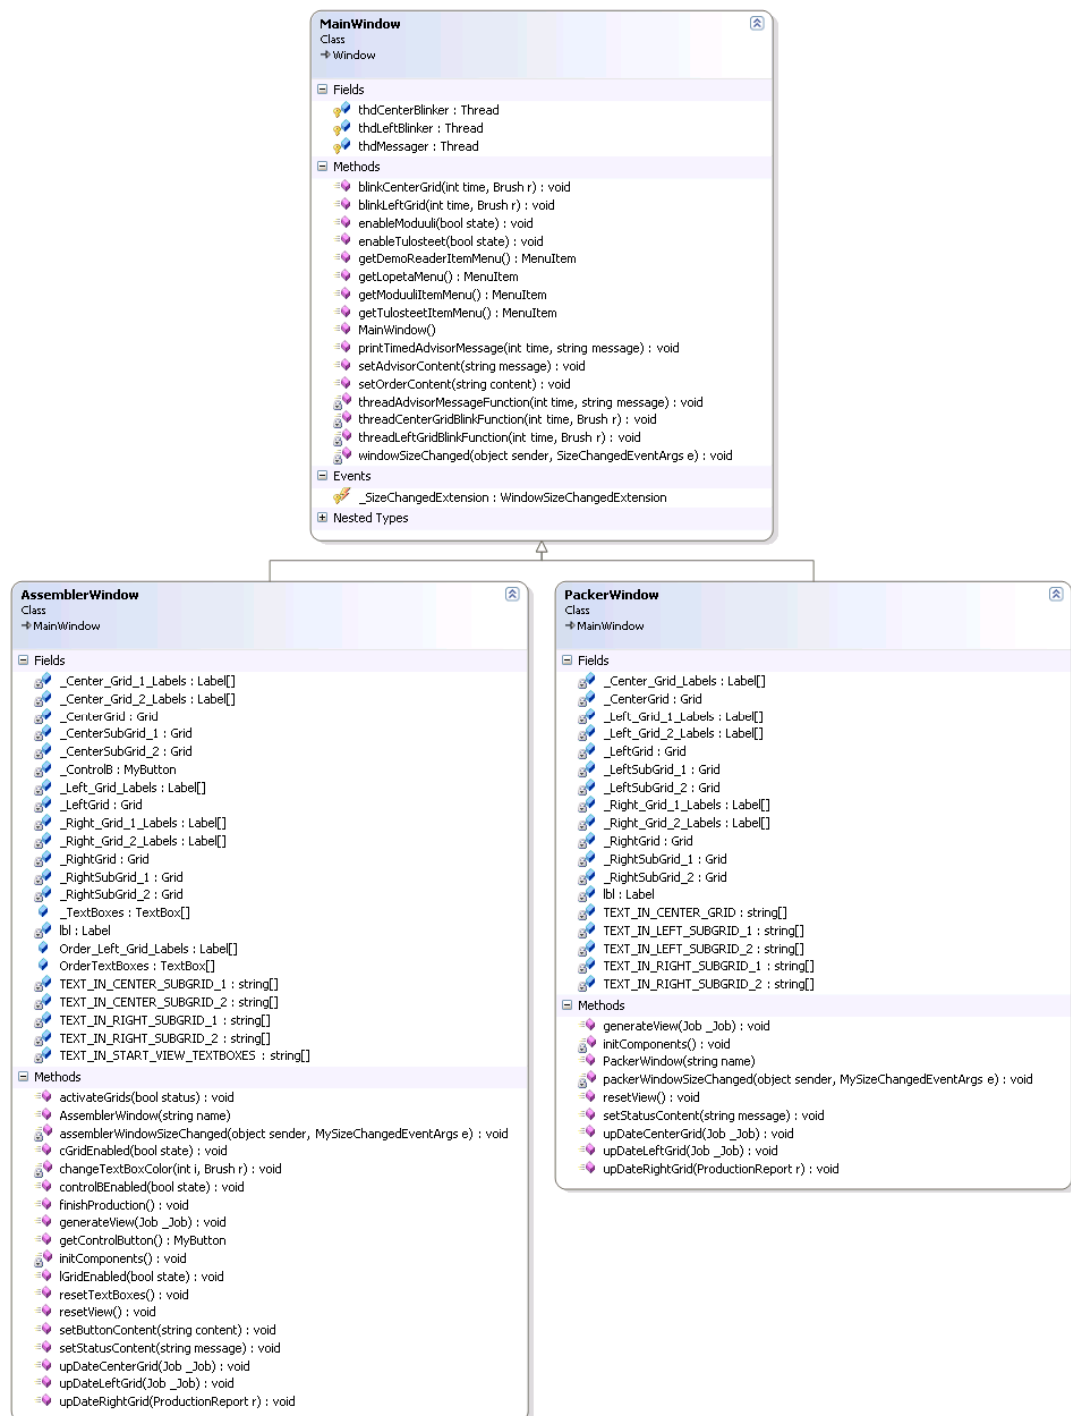 MainWindow
Class
Window
Fields
thdCenterBlinker : Thread
thdLeftBlinker : Thread
thdMessager : Thread
Methods
blinkCenterGrid(int time, Brush r) : void
blinkLeftGrid(int time, Brush r) : void
enableModuuli(bool state) : void
enableTulosteet(bool state) : void
getDemoReaderItemMenu() : MenuItem
getLopetaMenu() : MenuItem
getModuuliItemMenu() : MenuItem
getTulosteetItemMenu() : MenuItem
MainWindow()
printTimedAdvisorMessage(int time, string message) : void
setAdvisorContent(string message) : void
setOrderContent(string content) : void
threadAdvisorMessageFunction(int time, string message) : void
threadCenterGridBlinkFunction(int time, Brush r) : void
threadLeftGridBlinkFunction(int time, Brush r) : void
windowSizeChanged(object sender, SizeChangedEventArgs e) : void
Events
_SizeChangedExtension : WindowSizeChangedExtension
Nested Types
AssemblerWindow
Class
MainWindow
Fields
_Center_Grid_1_Labels : Label[]
_Center_Grid_2_Labels : Label[]
_CenterGrid : Grid
_CenterSubGrid_1 : Grid
_CenterSubGrid_2 : Grid
_ControlB : MyButton
_Left_Grid_Labels : Label[]
_LeftGrid : Grid
_Right_Grid_1_Labels : Label[]
_Right_Grid_2_Labels : Label[]
_RightGrid : Grid
_RightSubGrid_1 : Grid
_RightSubGrid_2 : Grid
_TextBoxes : TextBox[]
lbl : Label
Order_Left_Grid_Labels : Label[]
OrderTextBoxes : TextBox[]
TEXT_IN_CENTER_SUBGRID_1 : string[]
TEXT_IN_CENTER_SUBGRID_2 : string[]
TEXT_IN_RIGHT_SUBGRID_1 : string[]
TEXT_IN_RIGHT_SUBGRID_2 : string[]
TEXT_IN_START_VIEW_TEXTBOXES : string[]
Methods
activateGrids(bool status) : void
AssemblerWindow(string name)
assemblerWindowSizeChanged(object sender, MySizeChangedEventArgs e) : void
cGridEnabled(bool state) : void
changeTextBoxColor(int i, Brush r) : void
controlBEnabled(bool state) : void
finishProduction() : void
generateView(Job _Job) : void
getControlButton() : MyButton
initComponents() : void
lGridEnabled(bool state) : void
resetTextBoxes() : void
resetView() : void
setButtonContent(string content) : void
setStatusContent(string message) : void
upDateCenterGrid(Job _Job) : void
upDateLeftGrid(Job _Job) : void
upDateRightGrid(ProductionReport r) : void
PackerWindow
Class
MainWindow
Fields
_Center_Grid_Labels : Label[]
_CenterGrid : Grid
_Left_Grid_1_Labels : Label[]
_Left_Grid_2_Labels : Label[]
_LeftGrid : Grid
_LeftSubGrid_1 : Grid
_LeftSubGrid_2 : Grid
_Right_Grid_1_Labels : Label[]
_Right_Grid_2_Labels : Label[]
_RightGrid : Grid
_RightSubGrid_1 : Grid
_RightSubGrid_2 : Grid
lbl : Label
TEXT_IN_CENTER_GRID : string[]
TEXT_IN_LEFT_SUBGRID_1 : string[]
TEXT_IN_LEFT_SUBGRID_2 : string[]
TEXT_IN_RIGHT_SUBGRID_1 : string[]
TEXT_IN_RIGHT_SUBGRID_2 : string[]
Methods
generateView(Job _Job) : void
initComponents() : void
PackerWindow(string name)
packerWindowSizeChanged(object sender, MySizeChangedEventArgs e) : void
resetView() : void
setStatusContent(string message) : void
upDateCenterGrid(Job _Job) : void
upDateLeftGrid(Job _Job) : void
upDateRightGrid(ProductionReport r) : void